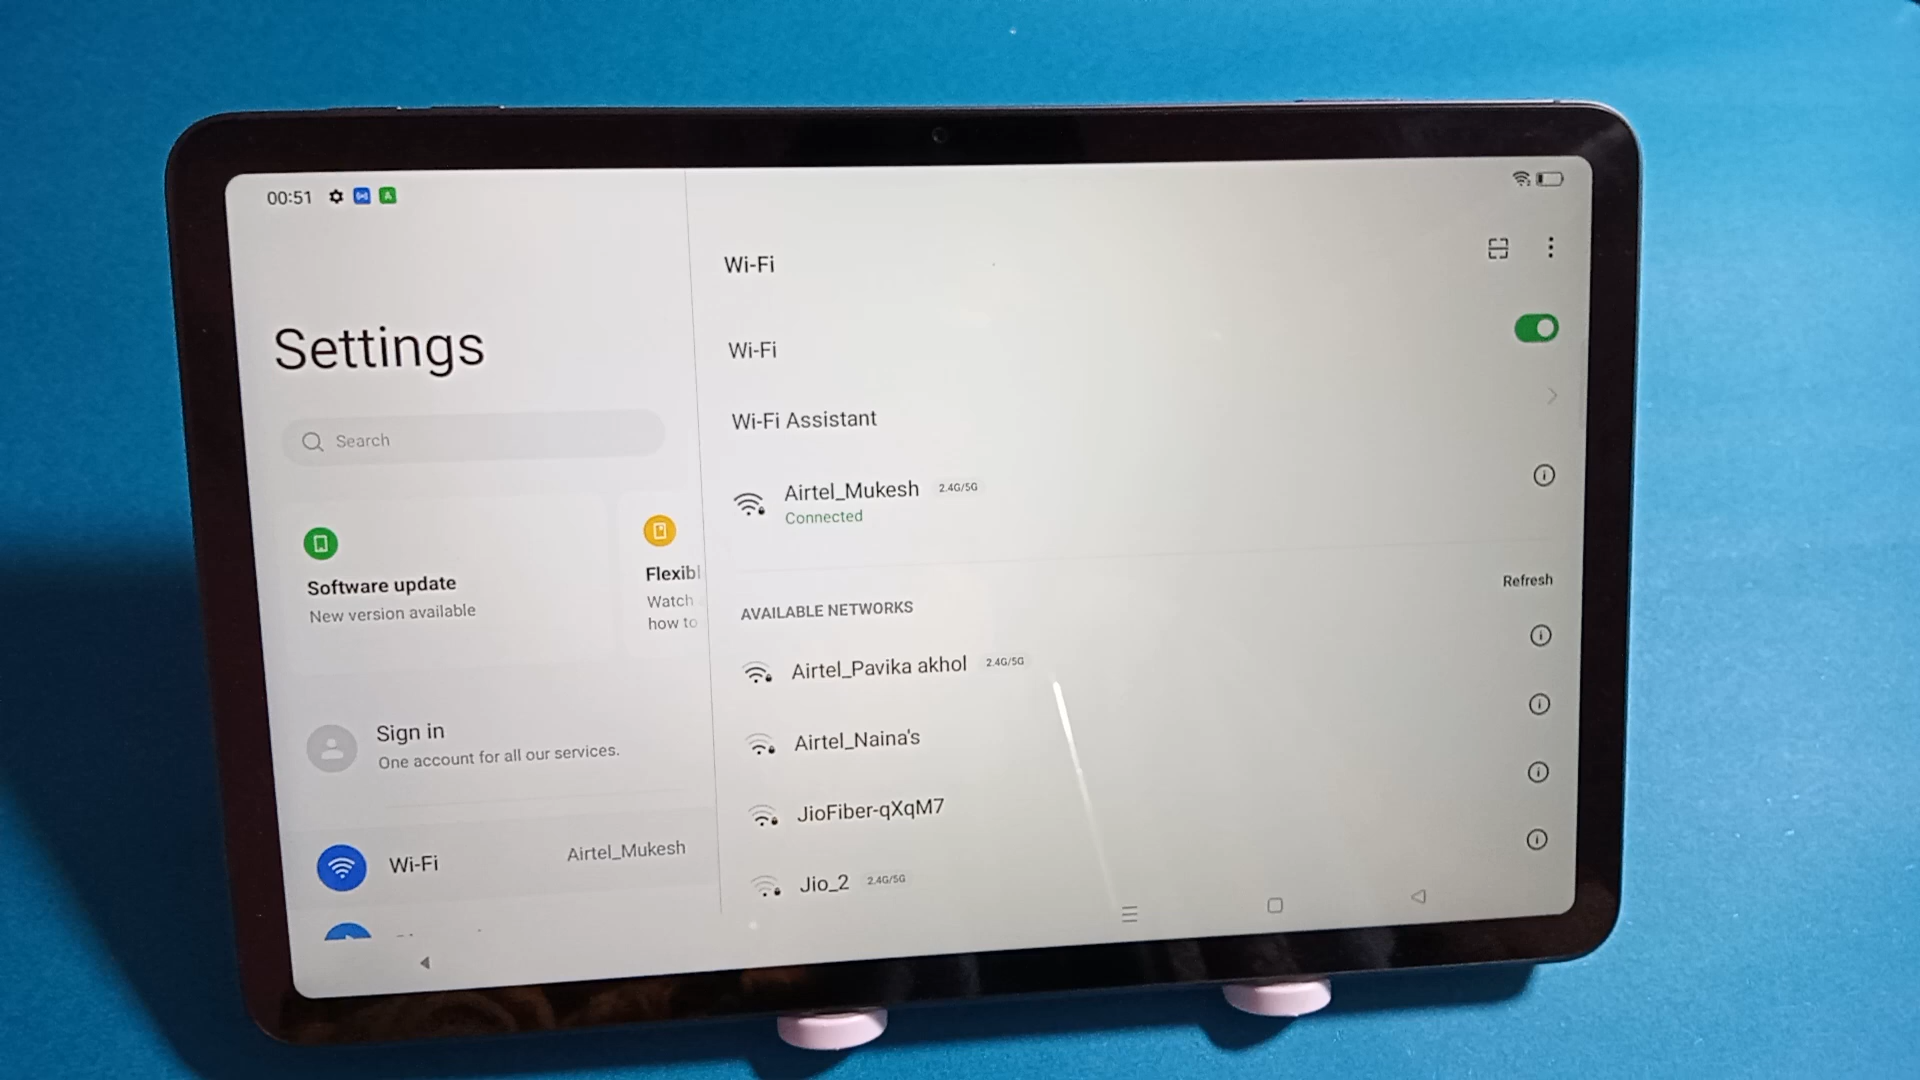 00:51
Settings
Search
Software update
New version available
Flexibl
Watch
how to
Sign in
One account for all our services.
Wi-Fi
Airtel_Mukesh
Wi-Fi
Wi-Fi
Wi-Fi Assistant
Airtel_Mukesh 2.4G/5G
Connected
AVAILABLE NETWORKS
Refresh
Airtel_Pavika akhol 2.4G/5G
Airtel_Naina's
JioFiber-qXqM7
Jio_2 2.4G/5G